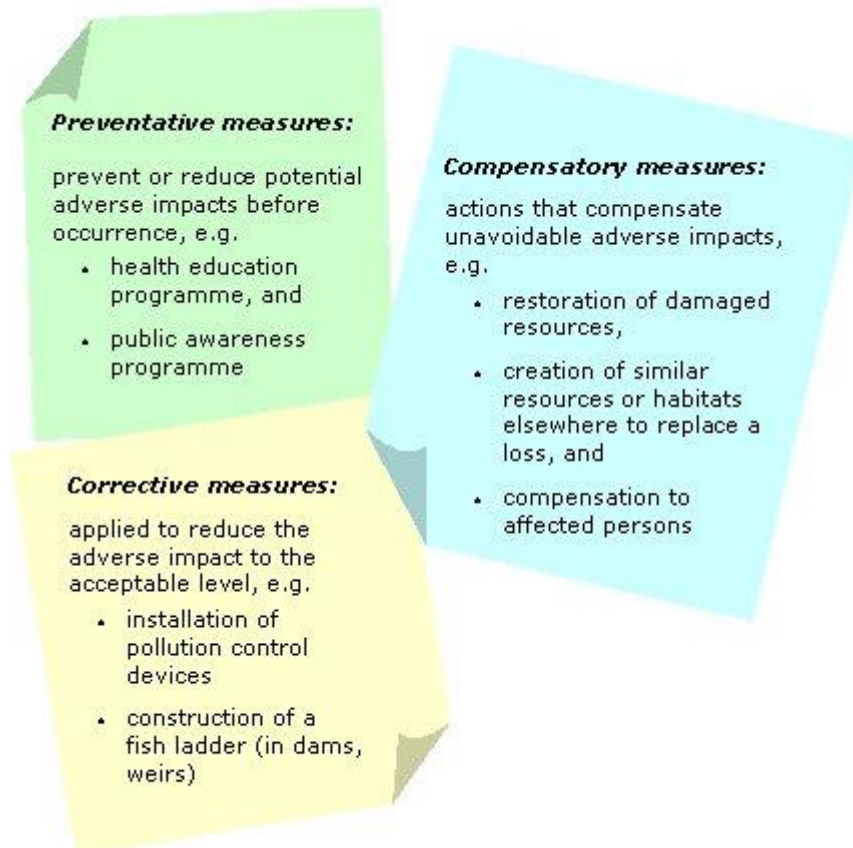 Preventative measures:
prevent or reduce potential
adverse impacts before
occurrence, e.g.
• health education
programme, and
• public awareness
programme
Compensatory measures:
actions that compensate
unavoidable adverse impacts,
e.g.
• restoration of damaged
resources,
• creation of similar
resources or habitats
elsewhere to replace a
loss, and
• compensation to
affected persons
Corrective measures:
applied to reduce the
adverse impact to the
acceptable level, e.g.
• installation of
pollution control
devices
• construction of a
fish ladder (in dams,
weirs)